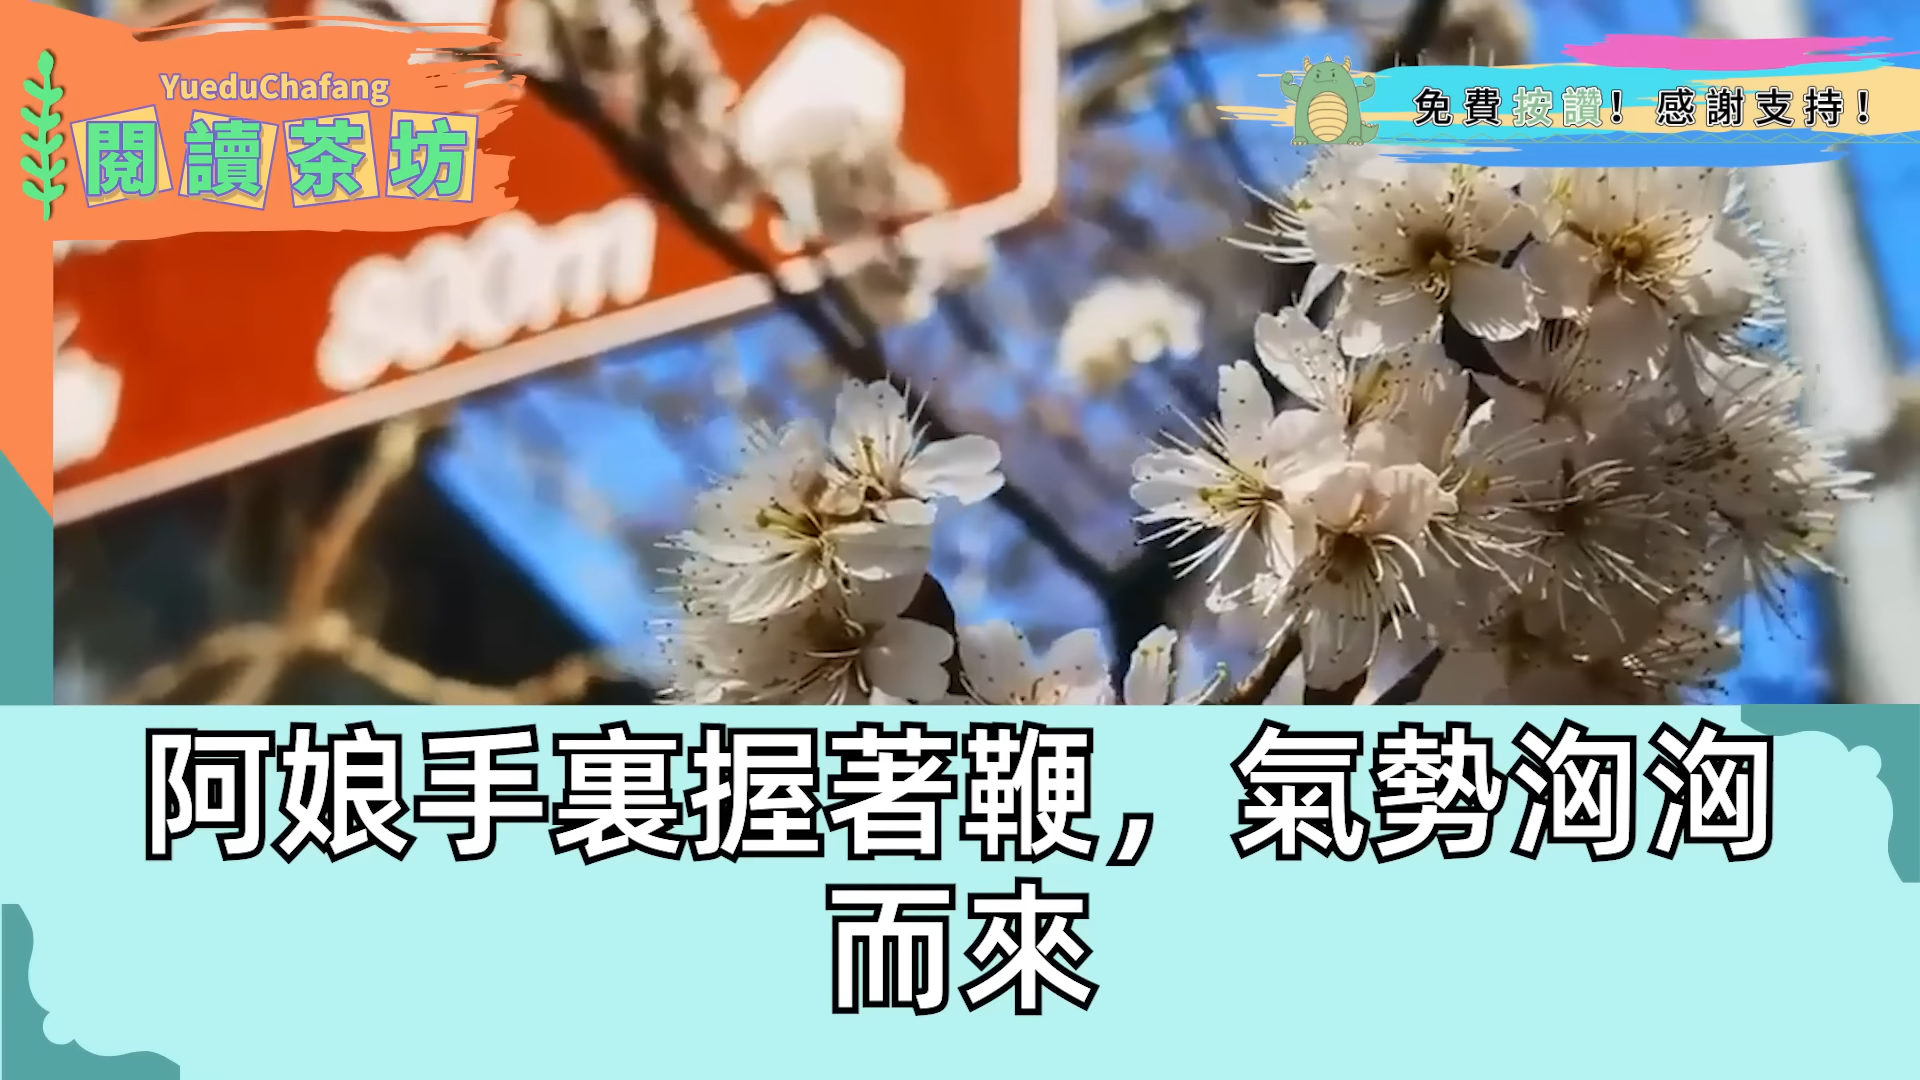 YueduChafang
閱讀茶坊
免費按讚！感謝支持！
阿娘手裏握著鞭，氣勢洶洶
而來